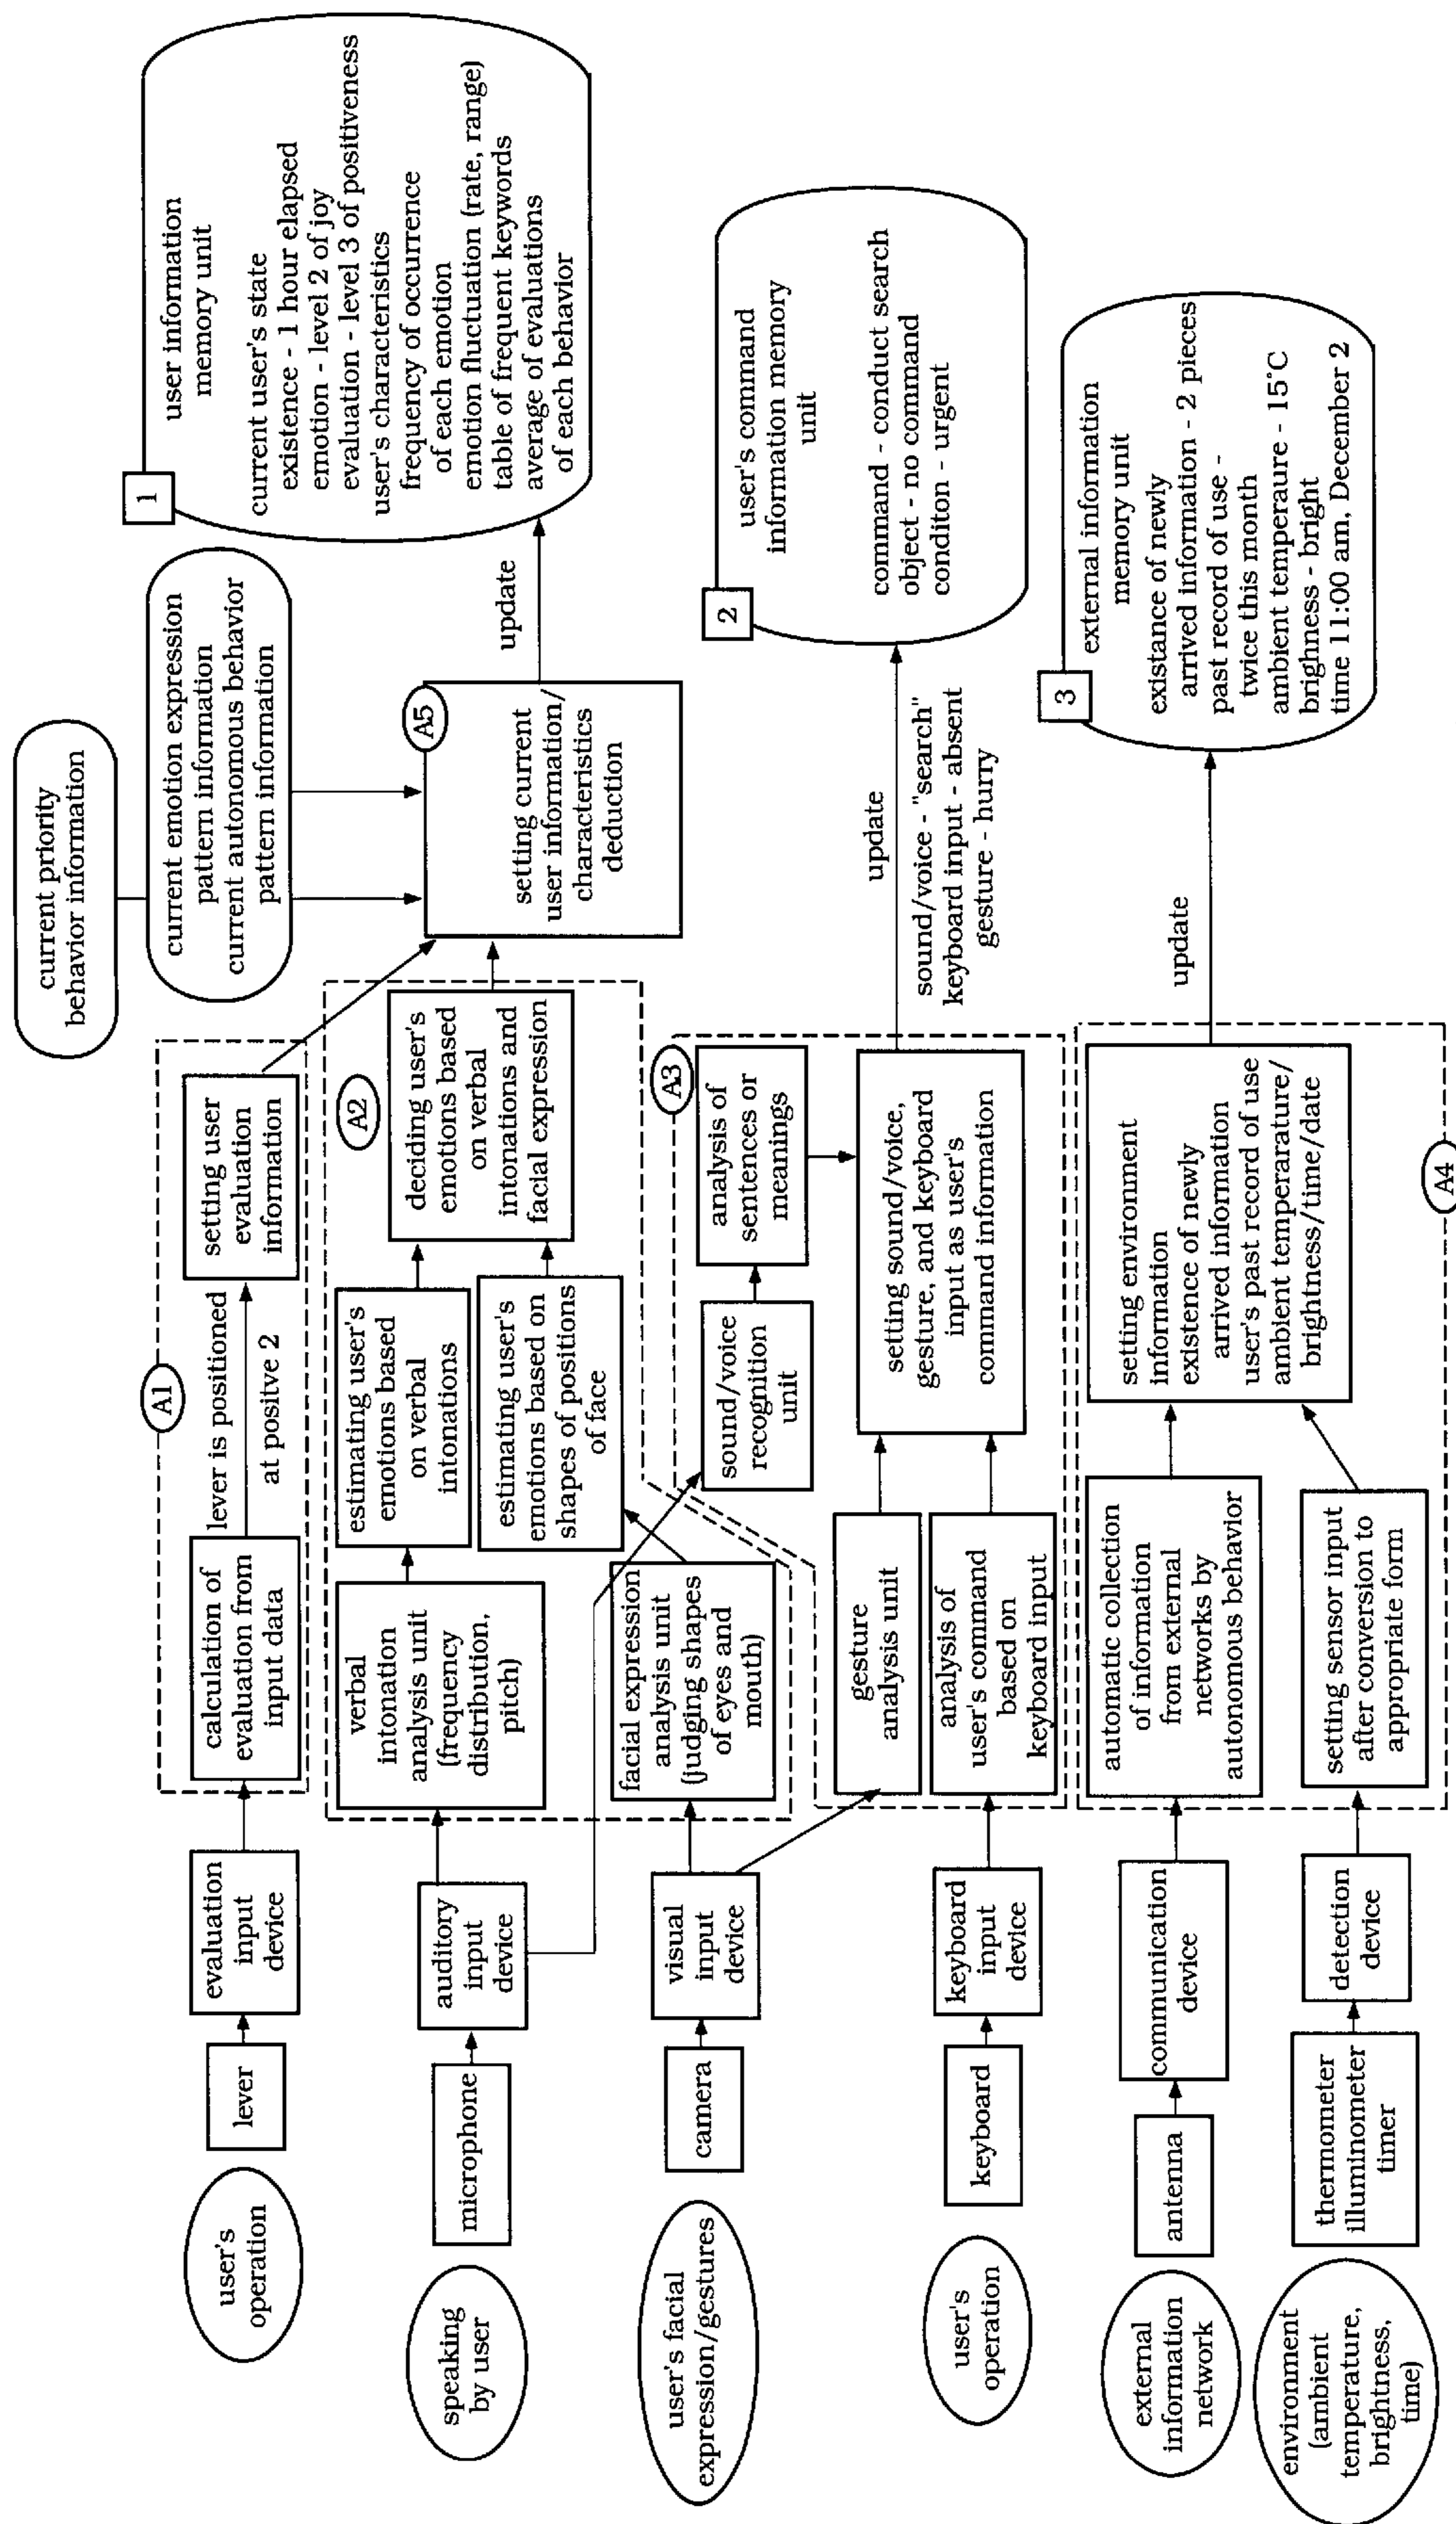 current priority
behavior information
current emotion expression
pattern information
current autonomous behavior
pattern information
user's
operation
lever
evaluation
input
device
A1
calculation of
evaluation from
input data
lever is positioned
at positve 2
setting user
evaluation
information
A5
setting current
user information/
characteristics
deduction
update
1
user information
memory unit
current user's state
existence - 1 hour elapsed
emotion - level 2 of joy
evaluation - level 3 of positiveness
user's characteristics
frequency of occurrence
of each emotion
emotion fluctuation (rate, range)
table of frequent keywords
average of evaluations
of each behavior
speaking
by user
microphone
auditory
input
device
A2
verbal
intonation
analysis unit
(frequency
distribution,
pitch)
estimating user's
emotions based
on verbal
intonations
deciding user's
emotions based
on verbal
intonations and
facial expression
estimating user's
emotions based on
shapes of positions
of face
user's facial
expression/gestures
camera
visual
input
device
facial expression
analysis unit
(judging shapes
of eyes and
mouth)
A3
sound/voice
recognition
unit
analysis of
sentences or
meanings
gesture
analysis unit
setting sound/voice,
gesture, and keyboard
input as user's
command information
update
sound/voice - "search"
keyboard input - absent
gesture - hurry
2
user's command
information memory
unit
command - conduct search
object - no command
conditon - urgent
user's
operation
keyboard
keyboard
input
device
analysis of
user's command
based on
keyboard input
external
information
network
antenna
communication
device
automatic collection
of information
from external
networks by
autonomous behavior
setting environment
information
existence of newly
arrived information
user's past record of use
ambient temperarature/
brightness/time/date
update
3
external information
memory unit
existance of newly
arrived information - 2 pieces
past record of use -
twice this month
ambient temperaure - 15°C
brighness - bright
time 11:00 am, December 2
environment
(ambient
temperature,
brightness,
time)
thermometer
illuminometer
timer
detection
device
setting sensor input
after conversion to
appropriate form
A4